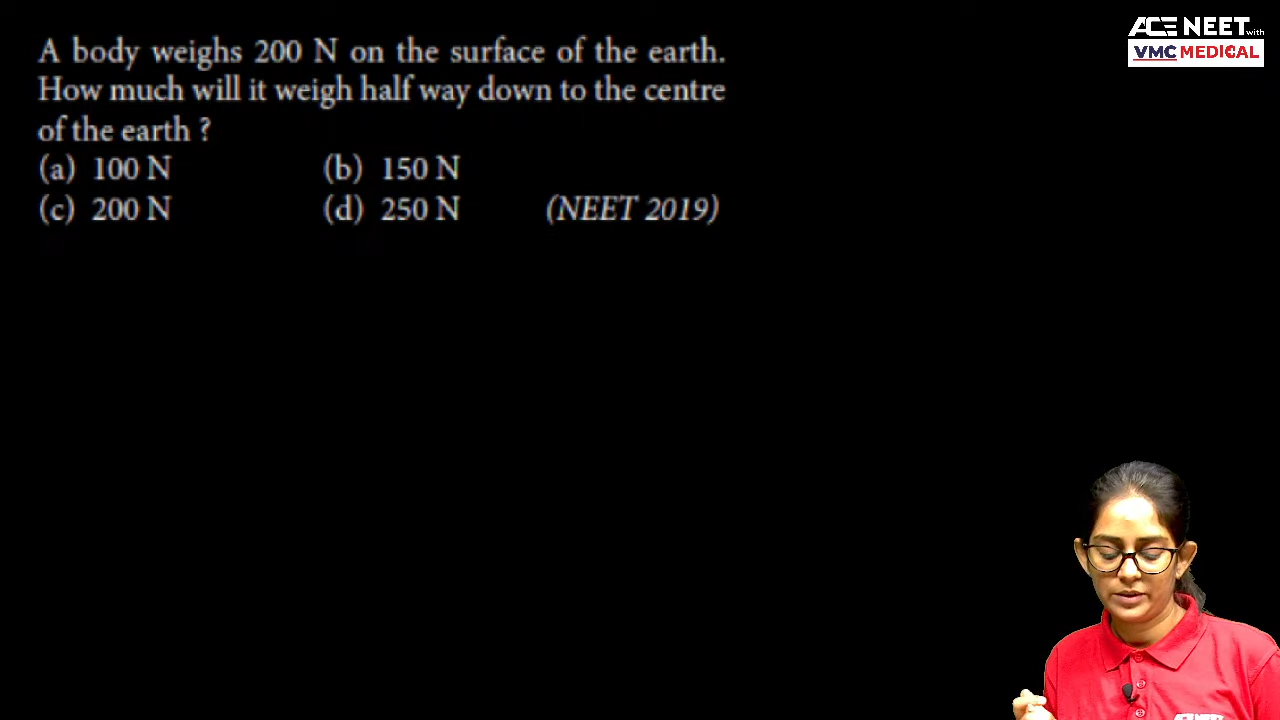 A body weighs 200 N on the surface of the earth.
How much will it weigh half way down to the centre
of the earth ?
(a) 100 N (b) 150 N
(c) 200 N (d) 250 N (NEET 2019)
ACE NEET with
VMC MEDICAL